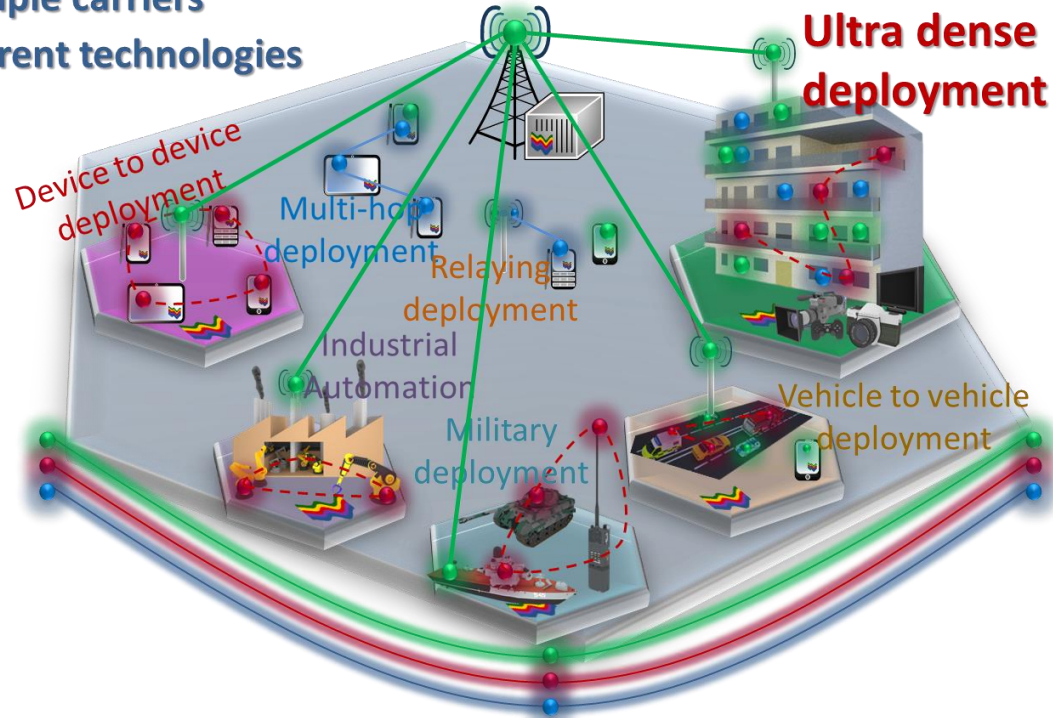 rent technologies
Ultra dense
deployment
Device to device
deployment
Multi-hop
deployment
Relaying
deployment
Industrial
Automation
Military
deployment
Vehicle to vehicle
deployment